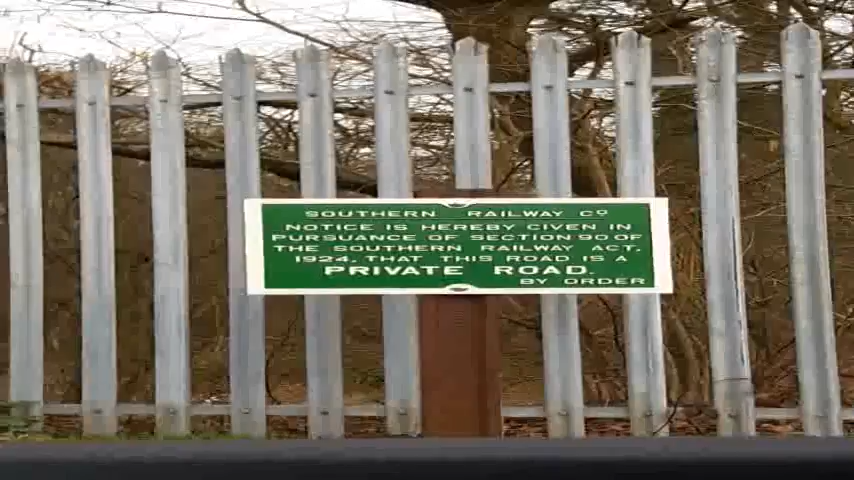 SOUTHERN RAILWAY Cº
NOTICE IS HEREBY GIVEN IN
PURSUANCE OF SECTION 90 OF
THE SOUTHERN RAILWAY ACT,
1924, THAT THIS ROAD IS A
PRIVATE ROAD.
BY ORDER